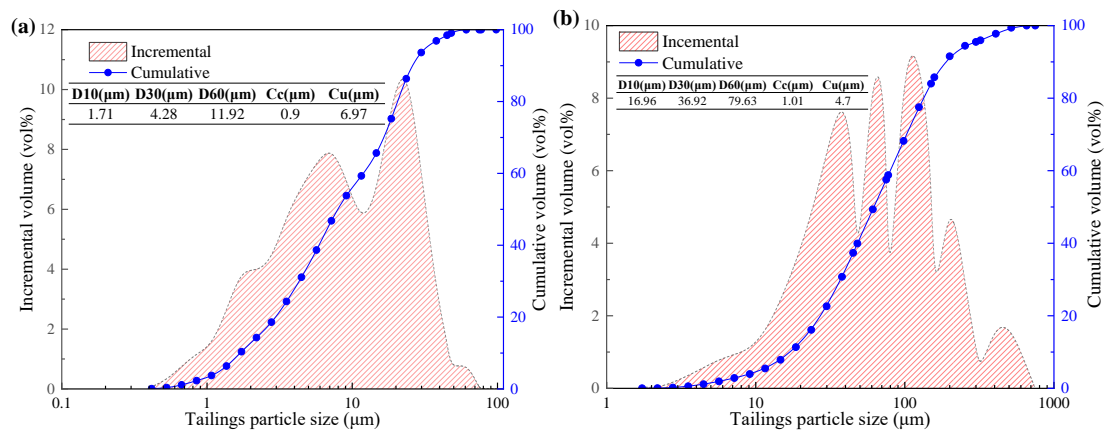 (a)
12
10
8
6
4
2
0
Incremental volume (vol%)
Incremental
Cumulative
D10(μm) D30(μm) D60(μm) Cc(μm) Cu(μm)
1.71 4.28 11.92 0.9 6.97
100
80
60
40
20
0
Cumulative volume (vol%)
0.1 1 10 100
Tailings particle size (μm)
(b)
10
8
6
4
2
0
Incremental volume (vol%)
Incemental
Cumulative
D10(μm) D30(μm) D60(μm) Cc(μm) Cu(μm)
16.96 36.92 79.63 1.01 4.7
100
80
60
40
20
0
Cumulative volume (vol%)
1 10 100 1000
Tailings particle size (μm)